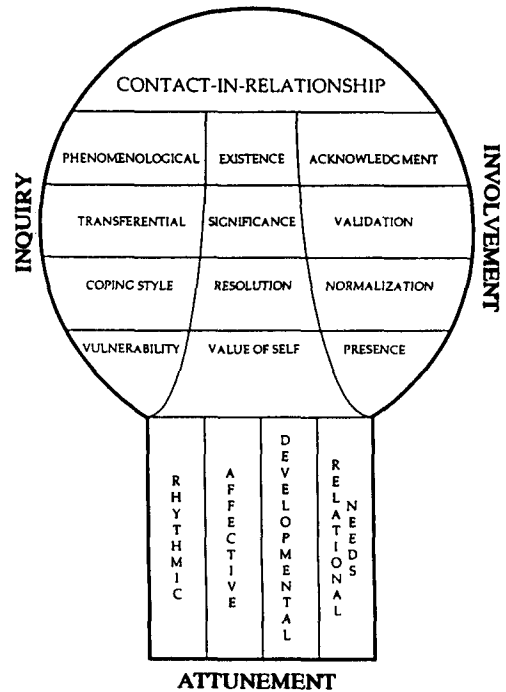 CONTACT-IN-RELATIONSHIP
INQUIRY
INVOLVEMENT
PHENOMENOLOGICAL EXISTENCE ACKNOWLEDGMENT
TRANSFERENTIAL SIGNIFICANCE VALIDATION
COPING STYLE RESOLUTION NORMALIZATION
VULNERABILITY VALUE OF SELF PRESENCE
RHYTHMIC
AFFECTIVE
DEVELOPMENTAL
RELATIONAL
NEEDS
ATTUNEMENT